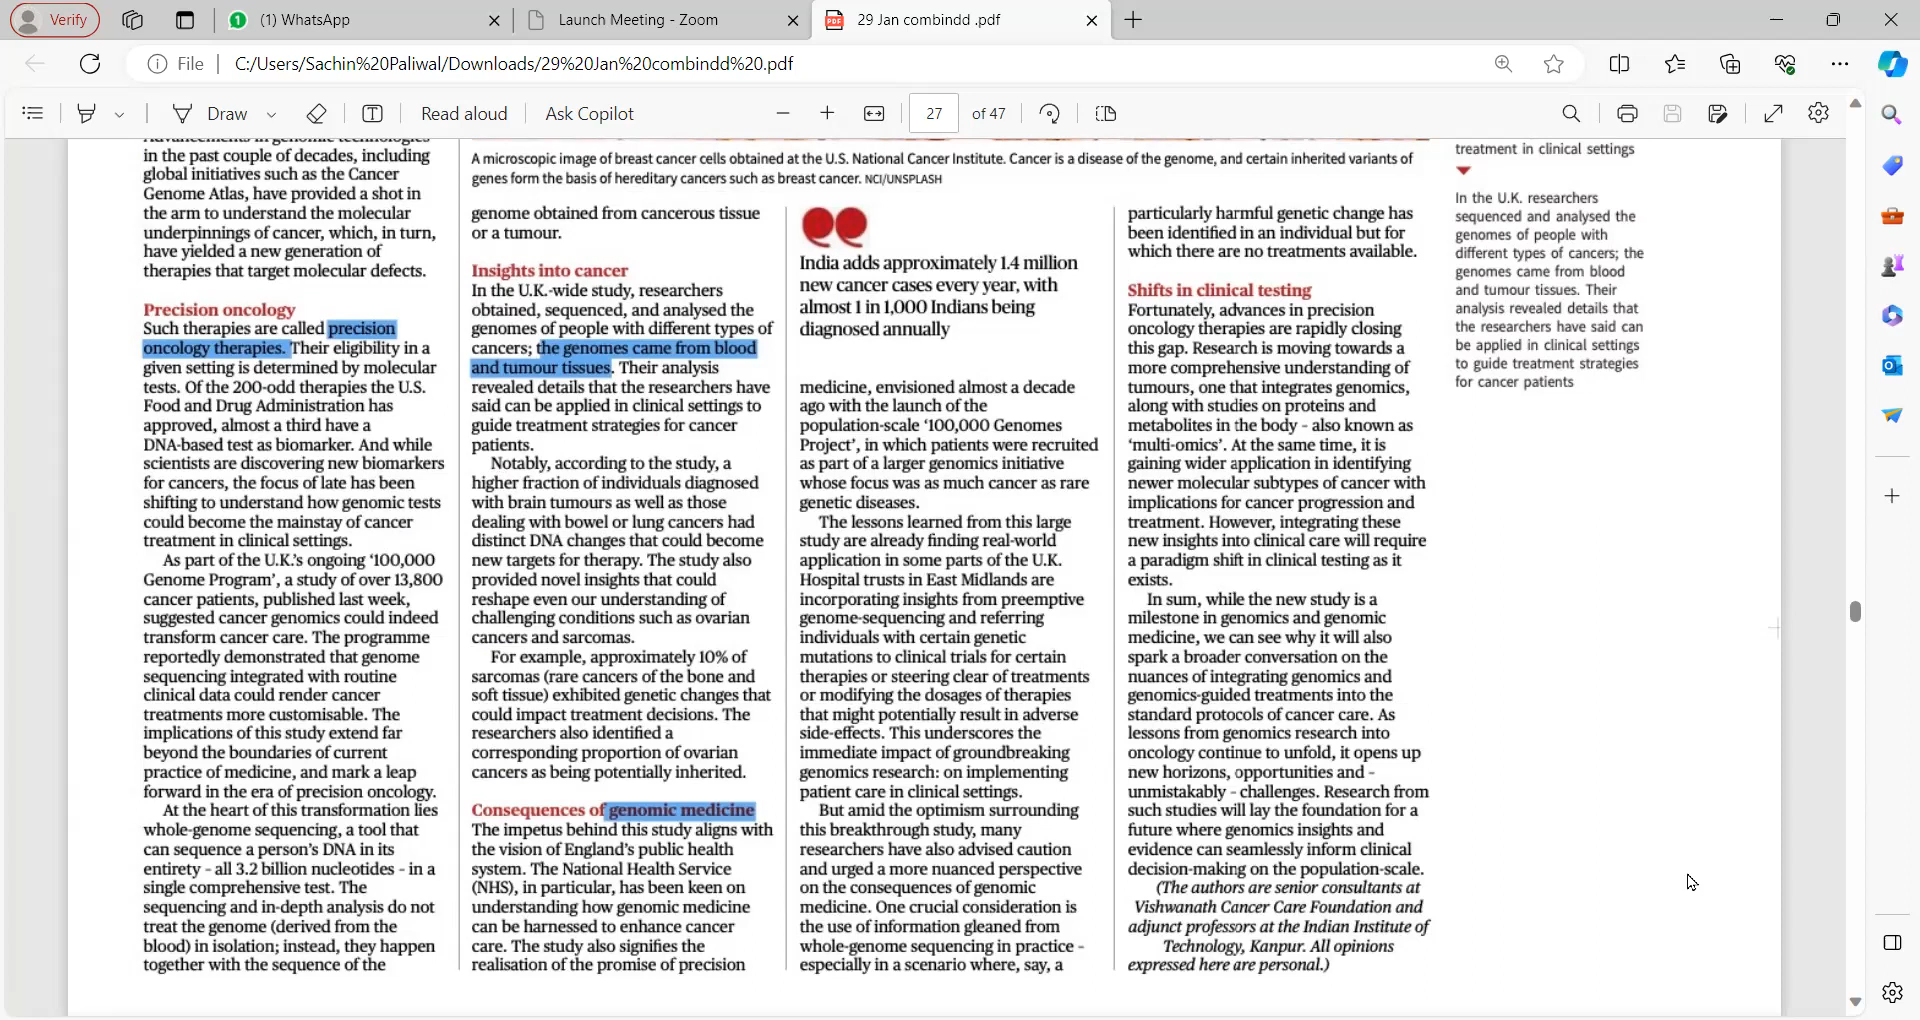 Verify
(1) WhatsApp
Launch Meeting - Zoom
29 Jan combindd .pdf
File
C:/Users/Sachin%20Paliwal/Downloads/29%20Jan%20combindd%20.pdf
Draw
Read aloud
Ask Copilot
27
of 47
Advancements in genomic technologies
in the past couple of decades, including
global initiatives such as the Cancer
Genome Atlas, have provided a shot in
the arm to understand the molecular
underpinnings of cancer, which, in turn,
have yielded a new generation of
therapies that target molecular defects.
Precision oncology
Such therapies are called precision
oncology therapies. Their eligibility in a
given setting is determined by molecular
tests. Of the 200-odd therapies the U.S.
Food and Drug Administration has
approved, almost a third have a
DNA-based test as biomarker. And while
scientists are discovering new biomarkers
for cancers, the focus of late has been
shifting to understand how genomic tests
could become the mainstay of cancer
treatment in clinical settings.
As part of the U.K.'s ongoing '100,000
Genome Program', a study of over 13,800
cancer patients, published last week,
suggested cancer genomics could indeed
transform cancer care. The programme
reportedly demonstrated that genome
sequencing integrated with routine
clinical data could render cancer
treatments more customisable. The
implications of this study extend far
beyond the boundaries of current
practice of medicine, and mark a leap
forward in the era of precision oncology.
At the heart of this transformation lies
whole-genome sequencing, a tool that
can sequence a person's DNA in its
entirety - all 3.2 billion nucleotides - in a
single comprehensive test. The
sequencing and in-depth analysis do not
treat the genome (derived from the
blood) in isolation; instead, they happen
together with the sequence of the
A microscopic image of breast cancer cells obtained at the U.S. National Cancer Institute. Cancer is a disease of the genome, and certain inherited variants of
genes form the basis of hereditary cancers such as breast cancer. NCI/UNSPLASH
genome obtained from cancerous tissue
or a tumour.
Insights into cancer
In the U.K.-wide study, researchers
obtained, sequenced, and analysed the
genomes of people with different types of
cancers; the genomes came from blood
and tumour tissues. Their analysis
revealed details that the researchers have
said can be applied in clinical settings to
guide treatment strategies for cancer
patients.
Notably, according to the study, a
higher fraction of individuals diagnosed
with brain tumours as well as those
dealing with bowel or lung cancers had
distinct DNA changes that could become
new targets for therapy. The study also
provided novel insights that could
reshape even our understanding of
challenging conditions such as ovarian
cancers and sarcomas.
For example, approximately 10% of
sarcomas (rare cancers of the bone and
soft tissue) exhibited genetic changes that
could impact treatment decisions. The
researchers also identified a
corresponding proportion of ovarian
cancers as being potentially inherited.
Consequences of genomic medicine
The impetus behind this study aligns with
the vision of England's public health
system. The National Health Service
(NHS), in particular, has been keen on
understanding how genomic medicine
can be harnessed to enhance cancer
care. The study also signifies the
realisation of the promise of precision
India adds approximately 1.4 million
new cancer cases every year, with
almost 1 in 1,000 Indians being
diagnosed annually
medicine, envisioned almost a decade
ago with the launch of the
population-scale '100,000 Genomes
Project', in which patients were recruited
as part of a larger genomics initiative
whose focus was as much cancer as rare
genetic diseases.
The lessons learned from this large
study are already finding real-world
application in some parts of the U.K.
Hospital trusts in East Midlands are
incorporating insights from preemptive
genome-sequencing and referring
individuals with certain genetic
mutations to clinical trials for certain
therapies or steering clear of treatments
or modifying the dosages of therapies
that might potentially result in adverse
side-effects. This underscores the
immediate impact of groundbreaking
genomics research: on implementing
patient care in clinical settings.
But amid the optimism surrounding
this breakthrough study, many
researchers have also advised caution
and urged a more nuanced perspective
on the consequences of genomic
medicine. One crucial consideration is
the use of information gleaned from
whole-genome sequencing in practice -
especially in a scenario where, say, a
particularly harmful genetic change has
been identified in an individual but for
which there are no treatments available.
Shifts in clinical testing
Fortunately, advances in precision
oncology therapies are rapidly closing
this gap. Research is moving towards a
more comprehensive understanding of
tumours, one that integrates genomics,
along with studies on proteins and
metabolites in the body - also known as
'multi-omics'. At the same time, it is
gaining wider application in identifying
newer molecular subtypes of cancer with
implications for cancer progression and
treatment. However, integrating these
new insights into clinical care will require
a paradigm shift in clinical testing as it
exists.
In sum, while the new study is a
milestone in genomics and genomic
medicine, we can see why it will also
spark a broader conversation on the
nuances of integrating genomics and
genomics-guided treatments into the
standard protocols of cancer care. As
lessons from genomics research into
oncology continue to unfold, it opens up
new horizons, opportunities and -
unmistakably - challenges. Research from
such studies will lay the foundation for a
future where genomics insights and
evidence can seamlessly inform clinical
decision-making on the population-scale.
(The authors are senior consultants at
Vishwanath Cancer Care Foundation and
adjunct professors at the Indian Institute of
Technology, Kanpur. All opinions
expressed here are personal.)
treatment in clinical settings
In the U.K. researchers
sequenced and analysed the
genomes of people with
different types of cancers; the
genomes came from blood
and tumour tissues. Their
analysis revealed details that
the researchers have said can
be applied in clinical settings
to guide treatment strategies
for cancer patients